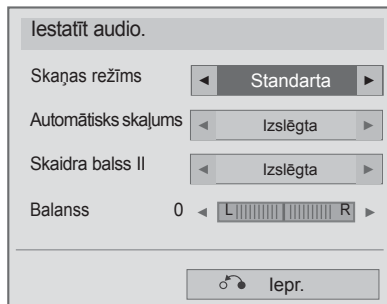 Iestatīt audio.
Skaņas režīms ◄ Standarta ►
Automātisks skaļums ◄ Izslēgta ►
Skaidra balss II ◄ Izslēgta ►
Balanss 0 ◄ L R ►
Iepr.